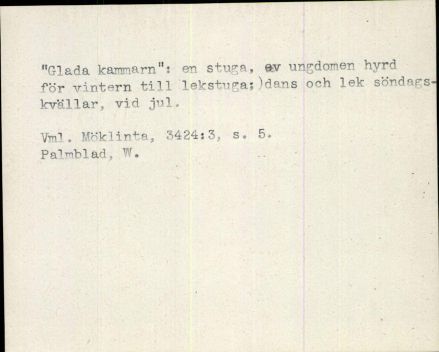 "Glada kammarn": en stuga, av ungdomen hyrd
för vintern till lekstuga;)dans och lek söndags-
kvällar, vid jul.
Vml. Möklinta, 3424:3, s. 5.
Palmblad, W.